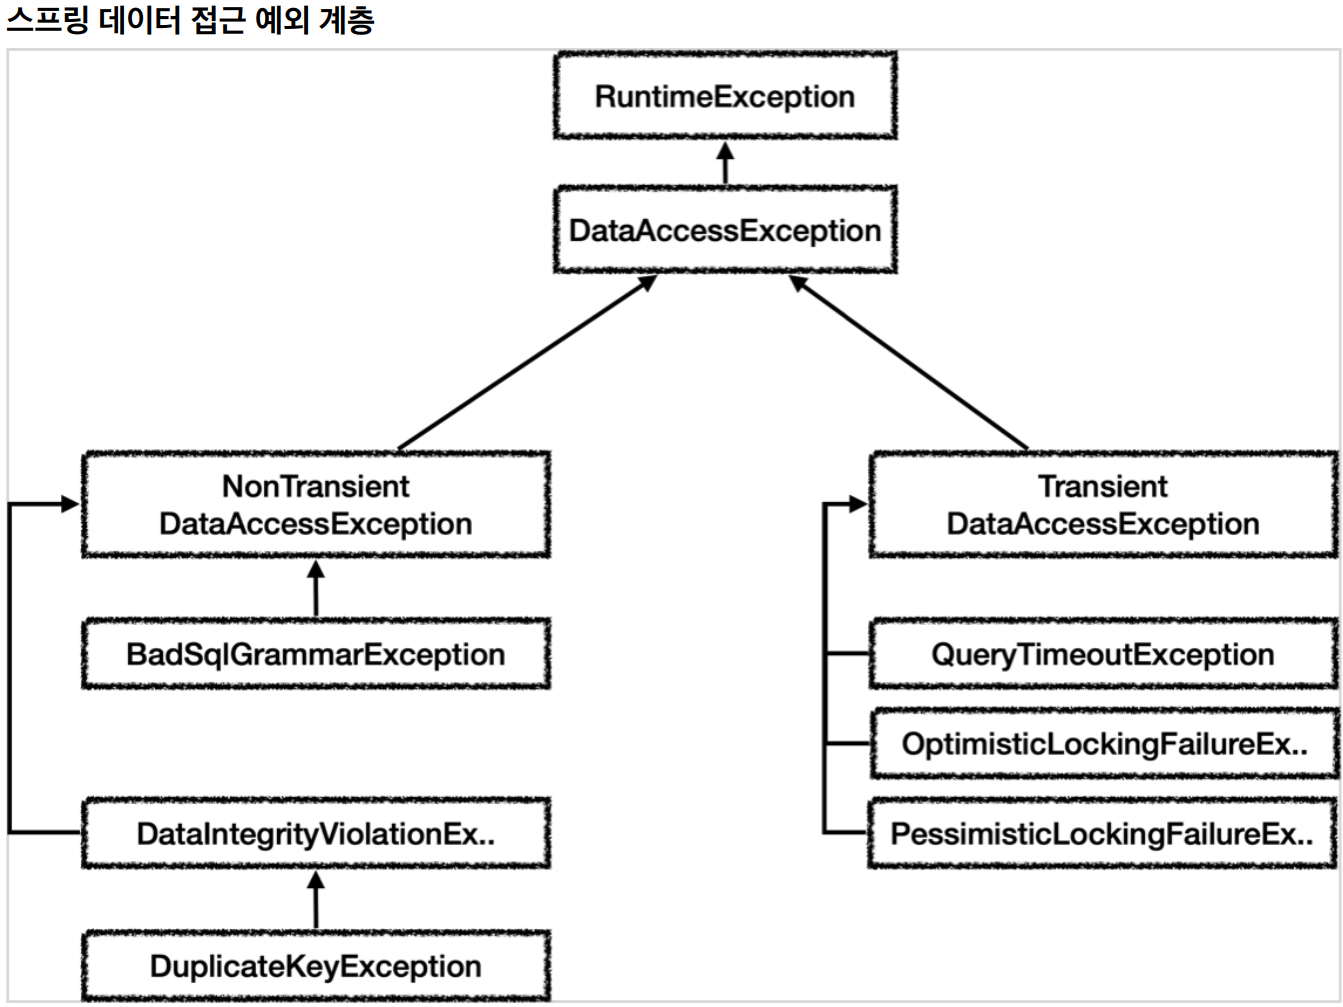 스프링 데이터 접근 예외 계층
RuntimeException
DataAccessException
NonTransient
DataAccessException
Transient
DataAccessException
BadSqlGrammarException
QueryTimeoutException
OptimisticLockingFailureEx..
DataIntegrityViolationEx..
PessimisticLockingFailureEx..
DuplicateKeyException